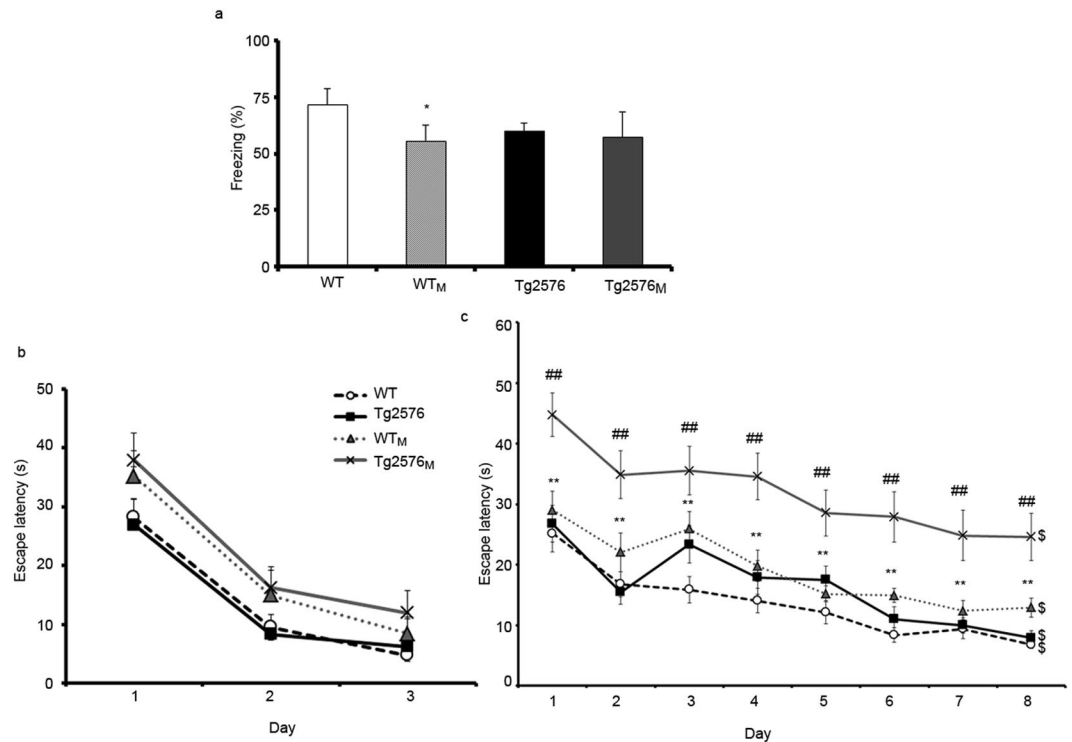 a
Freezing (%)
100
75
50
25
0
*
WT
WTM
Tg2576
Tg2576M
b
Escape latency (s)
50
40
30
20
10
0
1 2 3
Day
WT
Tg2576
WTM
Tg2576M
c
Escape latency (s)
60
50
40
30
20
10
0
## ## ## ## ## ## ## ##
** ** ** ** ** ** ** **
$
$
$
$
1 2 3 4 5 6 7 8
Day